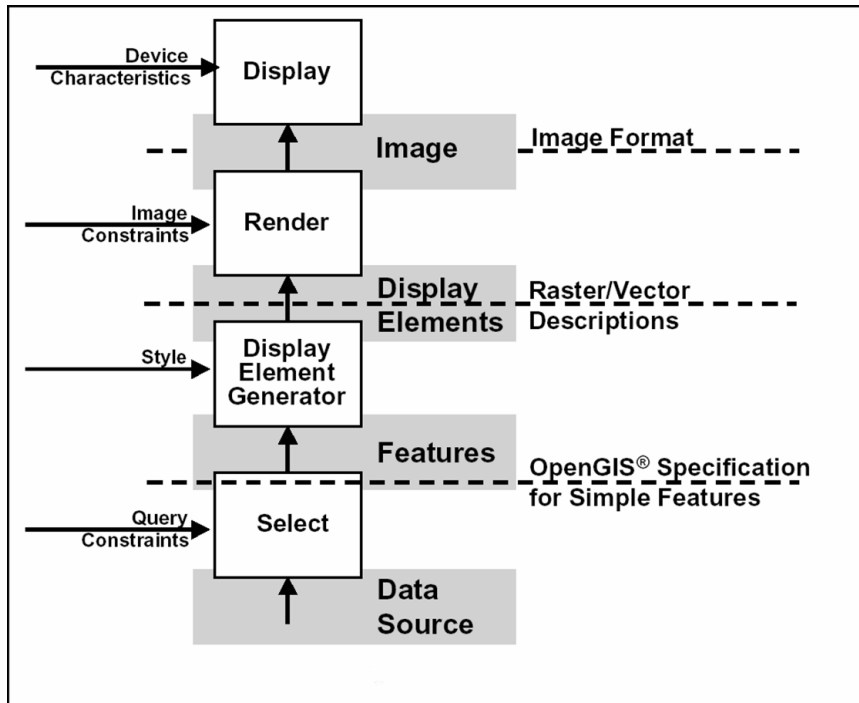 Device
Characteristics
Display
Image
Image Format
Image
Constraints
Render
Display
Elements
Raster/Vector
Descriptions
Style
Display
Element
Generator
Features
OpenGIS® Specification
for Simple Features
Query
Constraints
Select
Data
Source